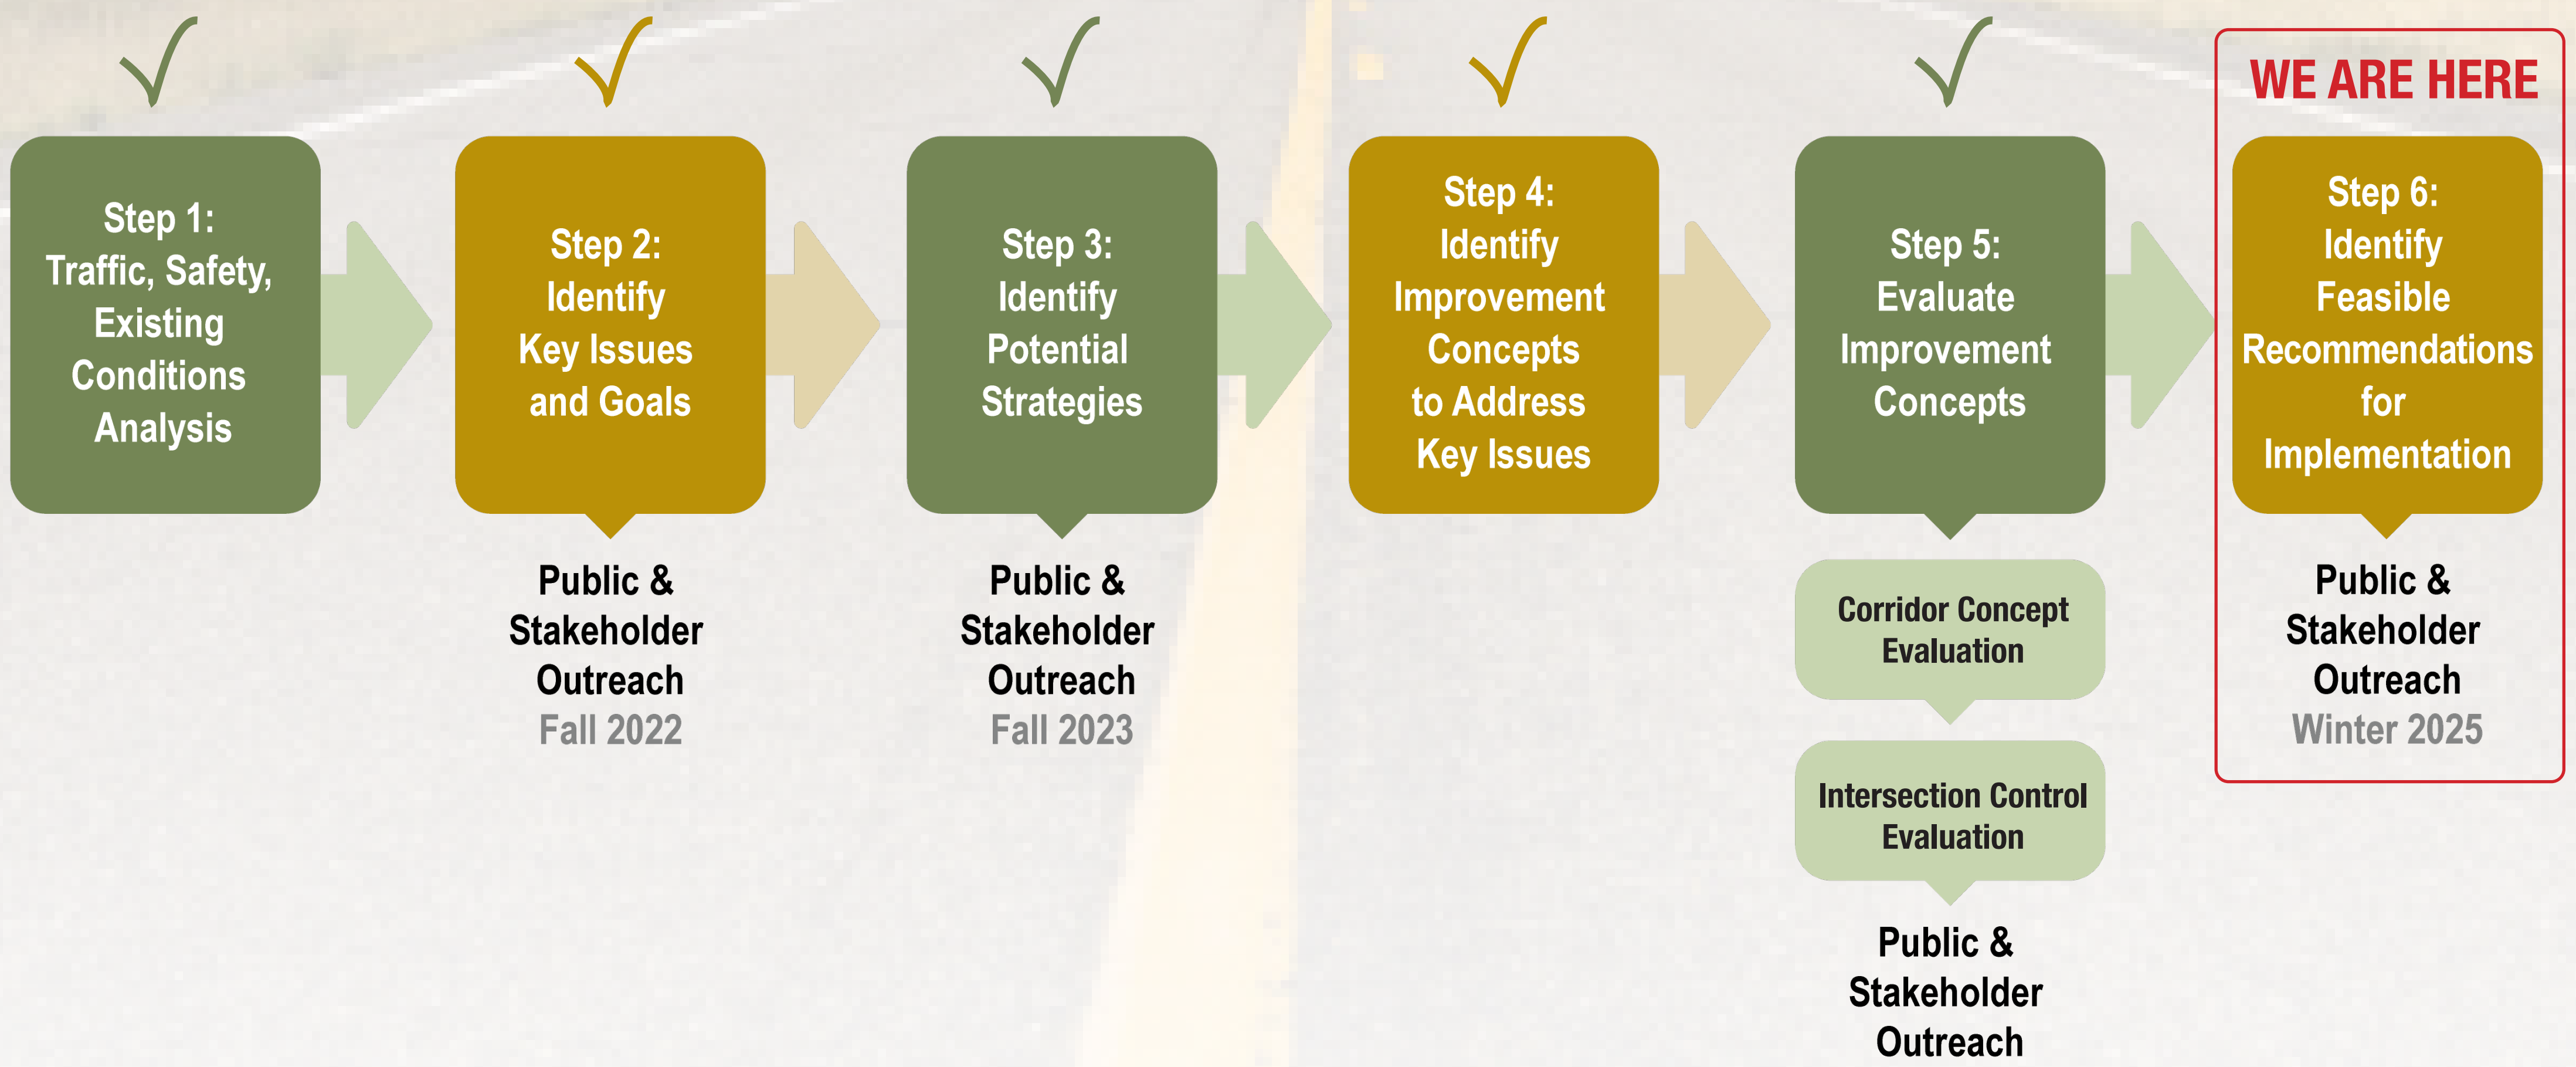 Step 1:
Traffic, Safety,
Existing
Conditions
Analysis
Step 2:
Identify
Key Issues
and Goals
Public &
Stakeholder
Outreach
Fall 2022
Step 3:
Identify
Potential
Strategies
Public &
Stakeholder
Outreach
Fall 2023
Step 4:
Identify
Improvement
Concepts
to Address
Key Issues
Step 5:
Evaluate
Improvement
Concepts
Corridor Concept
Evaluation
Intersection Control
Evaluation
Public &
Stakeholder
Outreach
WE ARE HERE
Step 6:
Identify
Feasible
Recommendations
for
Implementation
Public &
Stakeholder
Outreach
Winter 2025